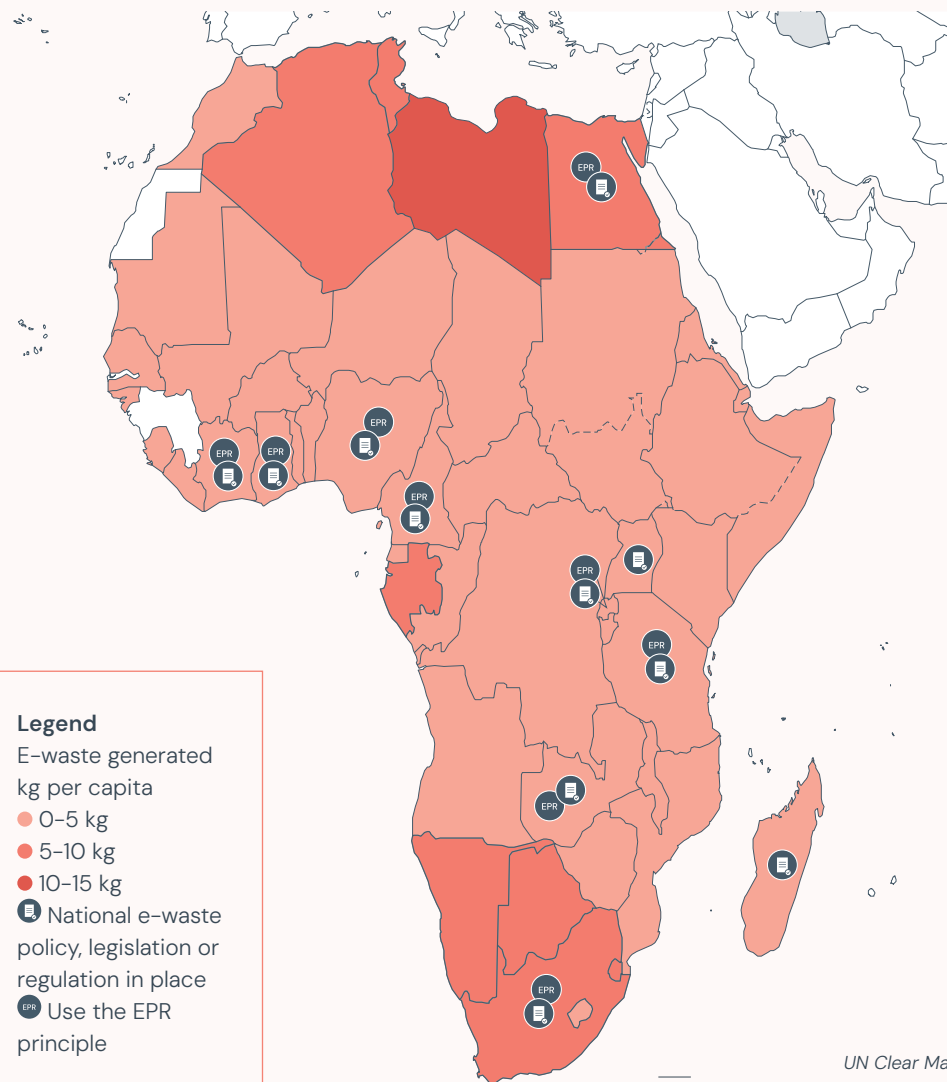 EPR
EPR
EPR
EPR
EPR
EPR
EPR
EPR
EPR
Legend
E-waste generated
kg per capita
0-5 kg
5-10 kg
10-15 kg
National e-waste
policy, legislation or
regulation in place
EPR Use the EPR
principle
UN Clear Ma